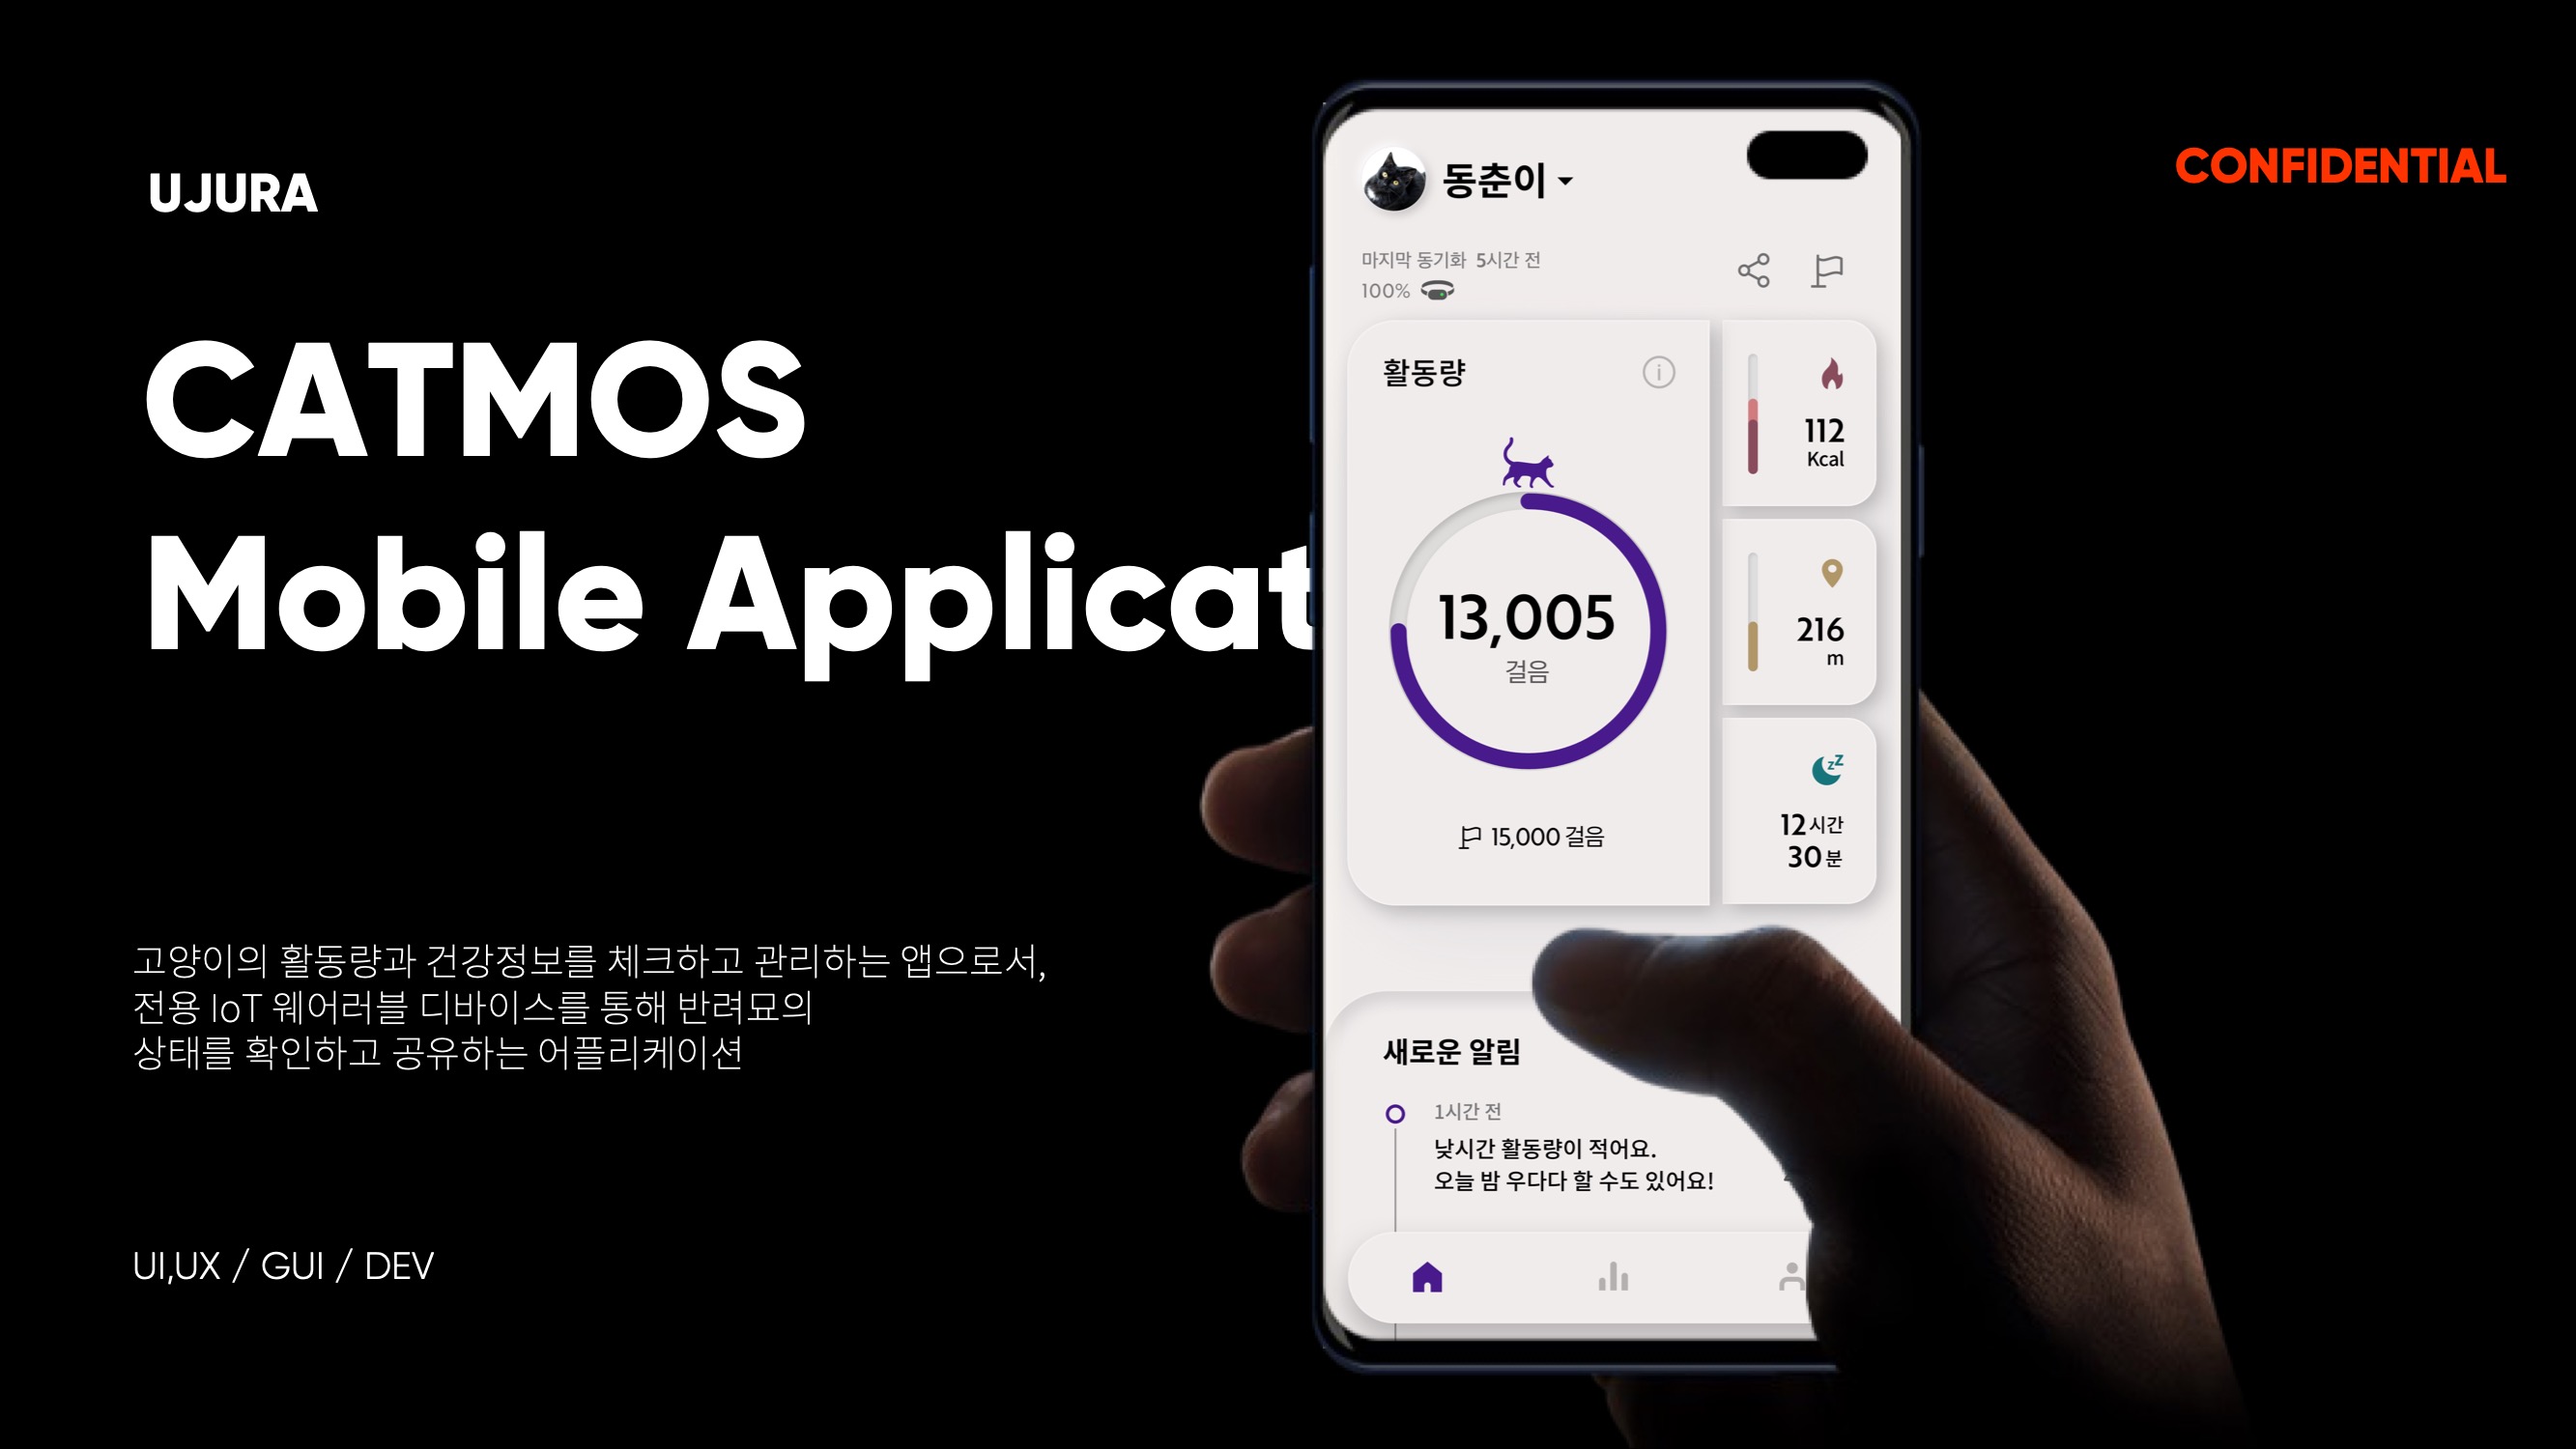 UJURA
CONFIDENTIAL
CATMOS
Mobile Applicat
고양이의 활동량과 건강정보를 체크하고 관리하는 앱으로서,
전용 IoT 웨어러블 디바이스를 통해 반려묘의
상태를 확인하고 공유하는 어플리케이션
UI,UX / GUI / DEV
동춘이
마지막 동기화 5시간 전
100%
활동량
13,005
걸음
15,000 걸음
112
Kcal
216
m
zz
12시간
30분
새로운 알림
1시간 전
낮시간 활동량이 적어요.
오늘 밤 우다다 할 수도 있어요!